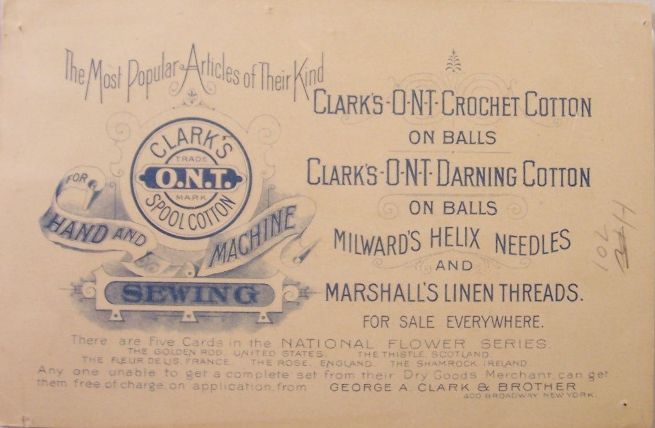 The Most Popular Articles of Their Kind
CLARK'S
TRADE
O.N.T.
MARK
SPOOL COTTON
FOR
HAND AND MACHINE
SEWING
CLARK'S-O-N-T-CROCHET COTTON
ON BALLS
CLARK'S-O-N-T-DARNING COTTON
ON BALLS
MILWARD'S HELIX NEEDLES
AND
MARSHALL'S LINEN THREADS.
FOR SALE EVERYWHERE.
There are Five Cards in the NATIONAL FLOWER SERIES.
THE GOLDEN ROD, UNITED STATES. THE THISTLE, SCOTLAND.
THE FLEUR DE LIS, FRANCE. THE ROSE, ENGLAND. THE SHAMROCK, IRELAND.
Any one unable to get a complete set from their Dry Goods Merchant, can get
them free of charge, on application, from GEORGE A. CLARK & BROTHER
400 BROADWAY NEW YORK.